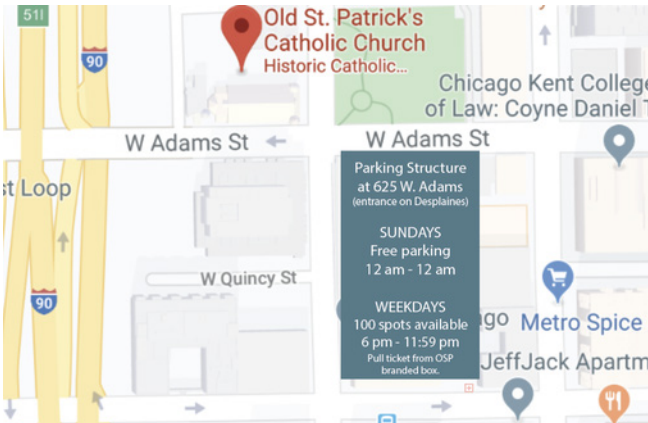 51I
90
Old St. Patrick's
Catholic Church
Historic Catholic...
Chicago Kent College
of Law: Coyne Daniel T
W Adams St
W Adams St
st Loop
Parking Structure
at 625 W. Adams
(entrance on Desplaines)
SUNDAYS
Free parking
12 am - 12 am
W Quincy St
90
WEEKDAYS
100 spots available
6 pm - 11:59 pm
Pull ticket from OSP
branded box.
ago
Metro Spice
JeffJack Apartm